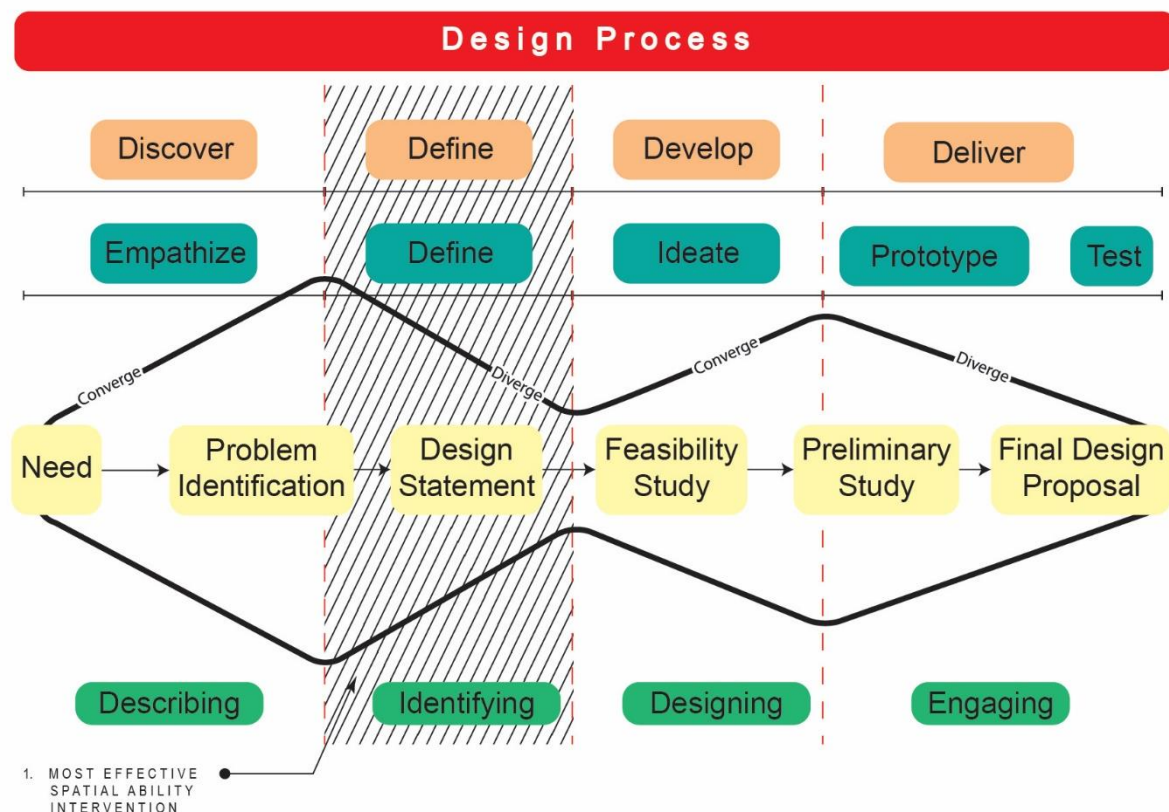 Design Process
Discover
Define
Develop
Deliver
Empathize
Define
Ideate
Prototype
Test
Converge
Diverge
Converge
Diverge
Need
Problem
Identification
Design
Statement
Feasibility
Study
Preliminary
Study
Final Design
Proposal
Describing
Identifying
Designing
Engaging
1. MOST EFFECTIVE
SPATIAL ABILITY
INTERVENTION